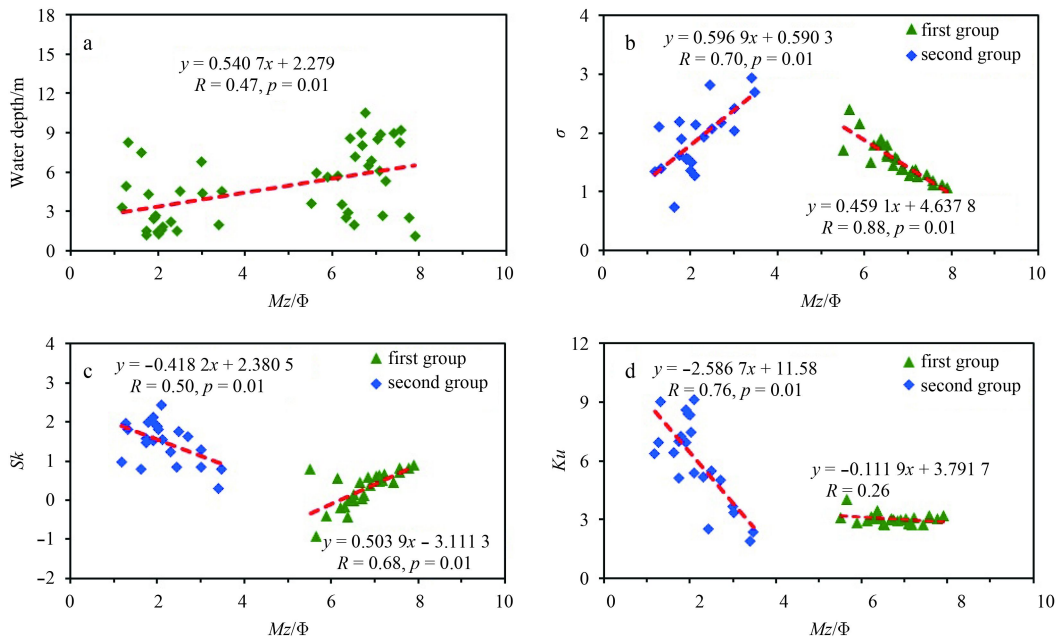 a
y = 0.540 7x + 2.279
R = 0.47, p = 0.01
Water depth/m
18
15
12
9
6
3
0
0 2 4 6 8 10
Mz/Φ
b
y = 0.596 9x + 0.590 3
R = 0.70, p = 0.01
first group
second group
y = 0.459 1x + 4.637 8
R = 0.88, p = 0.01
σ
4
3
2
1
0
0 2 4 6 8 10
Mz/Φ
c
y = −0.418 2x + 2.380 5
R = 0.50, p = 0.01
first group
second group
y = 0.503 9x − 3.111 3
R = 0.68, p = 0.01
Sk
4
3
2
1
0
−1
−2
0 2 4 6 8 10
Mz/Φ
d
y = −2.586 7x + 11.58
R = 0.76, p = 0.01
first group
second group
y = −0.111 9x + 3.791 7
R = 0.26
Ku
12
9
6
3
0
0 2 4 6 8 10
Mz/Φ